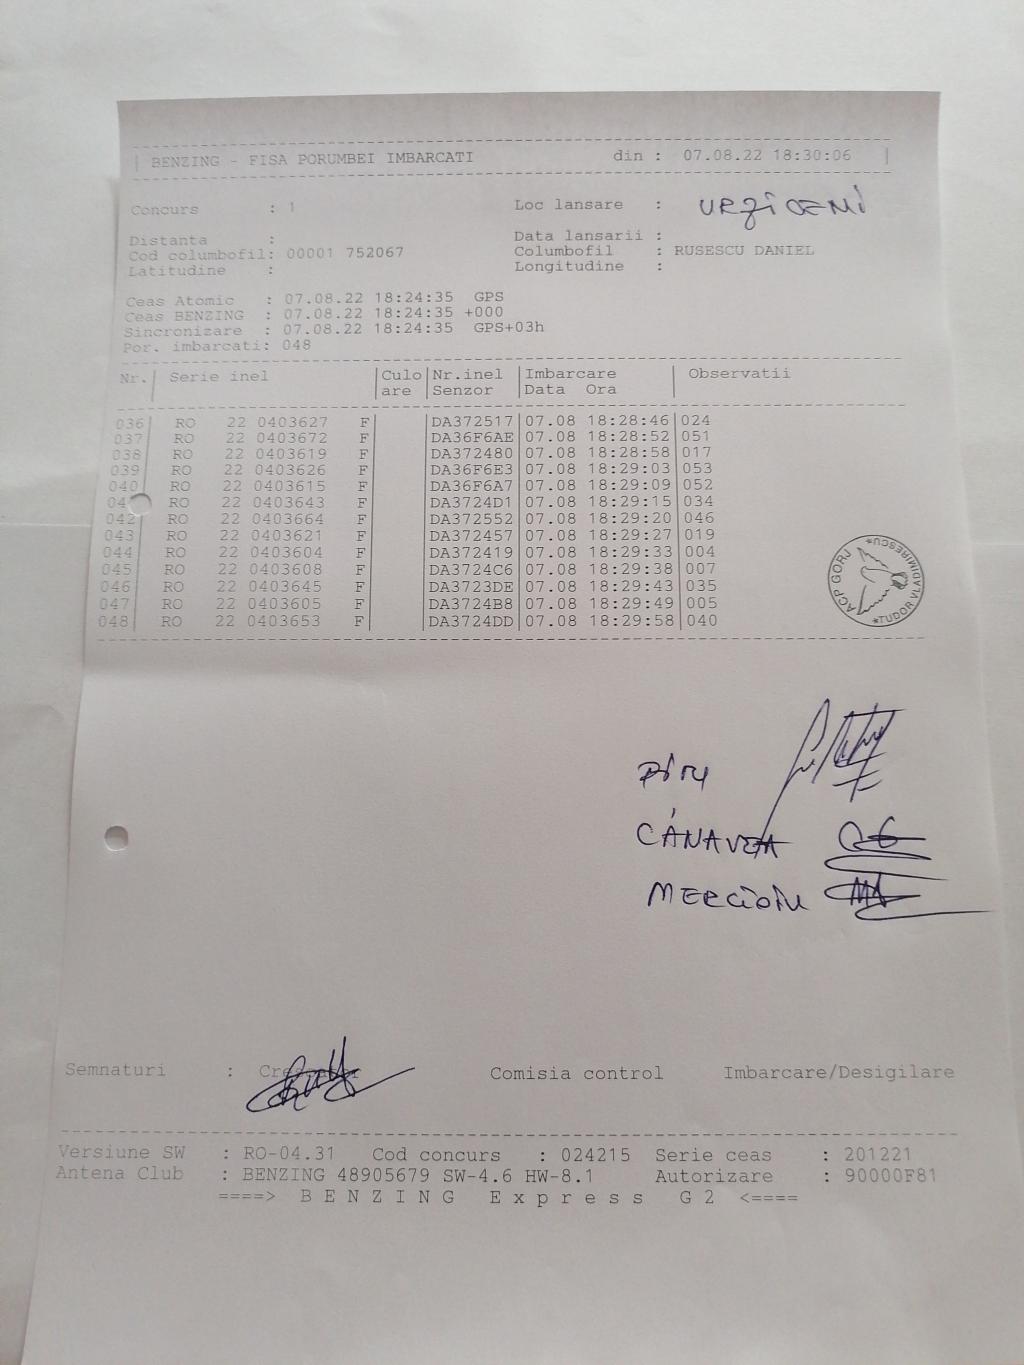 BENZING - FISA PORUMBEI IMBARCATI din : 07.08.22 18:30:06
Concurs : 1 Loc lansare : URZICENI
Distanta : Data lansarii :
Cod columbofil: 00001 752067 Columbofil : RUSESCU DANIEL
Latitudine : Longitudine :
Ceas Atomic : 07.08.22 18:24:35 GPS
Ceas BENZING : 07.08.22 18:24:35 +000
Sincronizare : 07.08.22 18:24:35 GPS+03h
Por. imbarcati: 048
Nr. Serie inel Culo Nr.inel Imbarcare Observatii
are Senzor Data Ora
036 RO 22 0403627 F DA372517 07.08 18:28:46 024
037 RO 22 0403672 F DA36F6AE 07.08 18:28:52 051
038 RO 22 0403619 F DA372480 07.08 18:28:58 017
039 RO 22 0403626 F DA36F6E3 07.08 18:29:03 053
040 RO 22 0403615 F DA36F6A7 07.08 18:29:09 052
04 RO 22 0403643 F DA3724D1 07.08 18:29:15 034
042 RO 22 0403664 F DA372552 07.08 18:29:20 046
043 RO 22 0403621 F DA372457 07.08 18:29:27 019
044 RO 22 0403604 F DA372419 07.08 18:29:33 004
045 RO 22 0403608 F DA3724C6 07.08 18:29:38 007
046 RO 22 0403645 F DA3723DE 07.08 18:29:43 035
047 RO 22 0403605 F DA3724B8 07.08 18:29:49 005
048 RO 22 0403653 F DA3724DD 07.08 18:29:58 040
ACP GORJ *TUDOR VLADIMIRESCU*
MERCIOIU
Semnaturi : Crescator Comisia control Imbarcare/Desigilare
Versiune SW : RO-04.31 Cod concurs : 024215 Serie ceas : 201221
Antena Club : BENZING 48905679 SW-4.6 HW-8.1 Autorizare : 90000F81
====> B E N Z I N G E x p r e s s G 2 <====